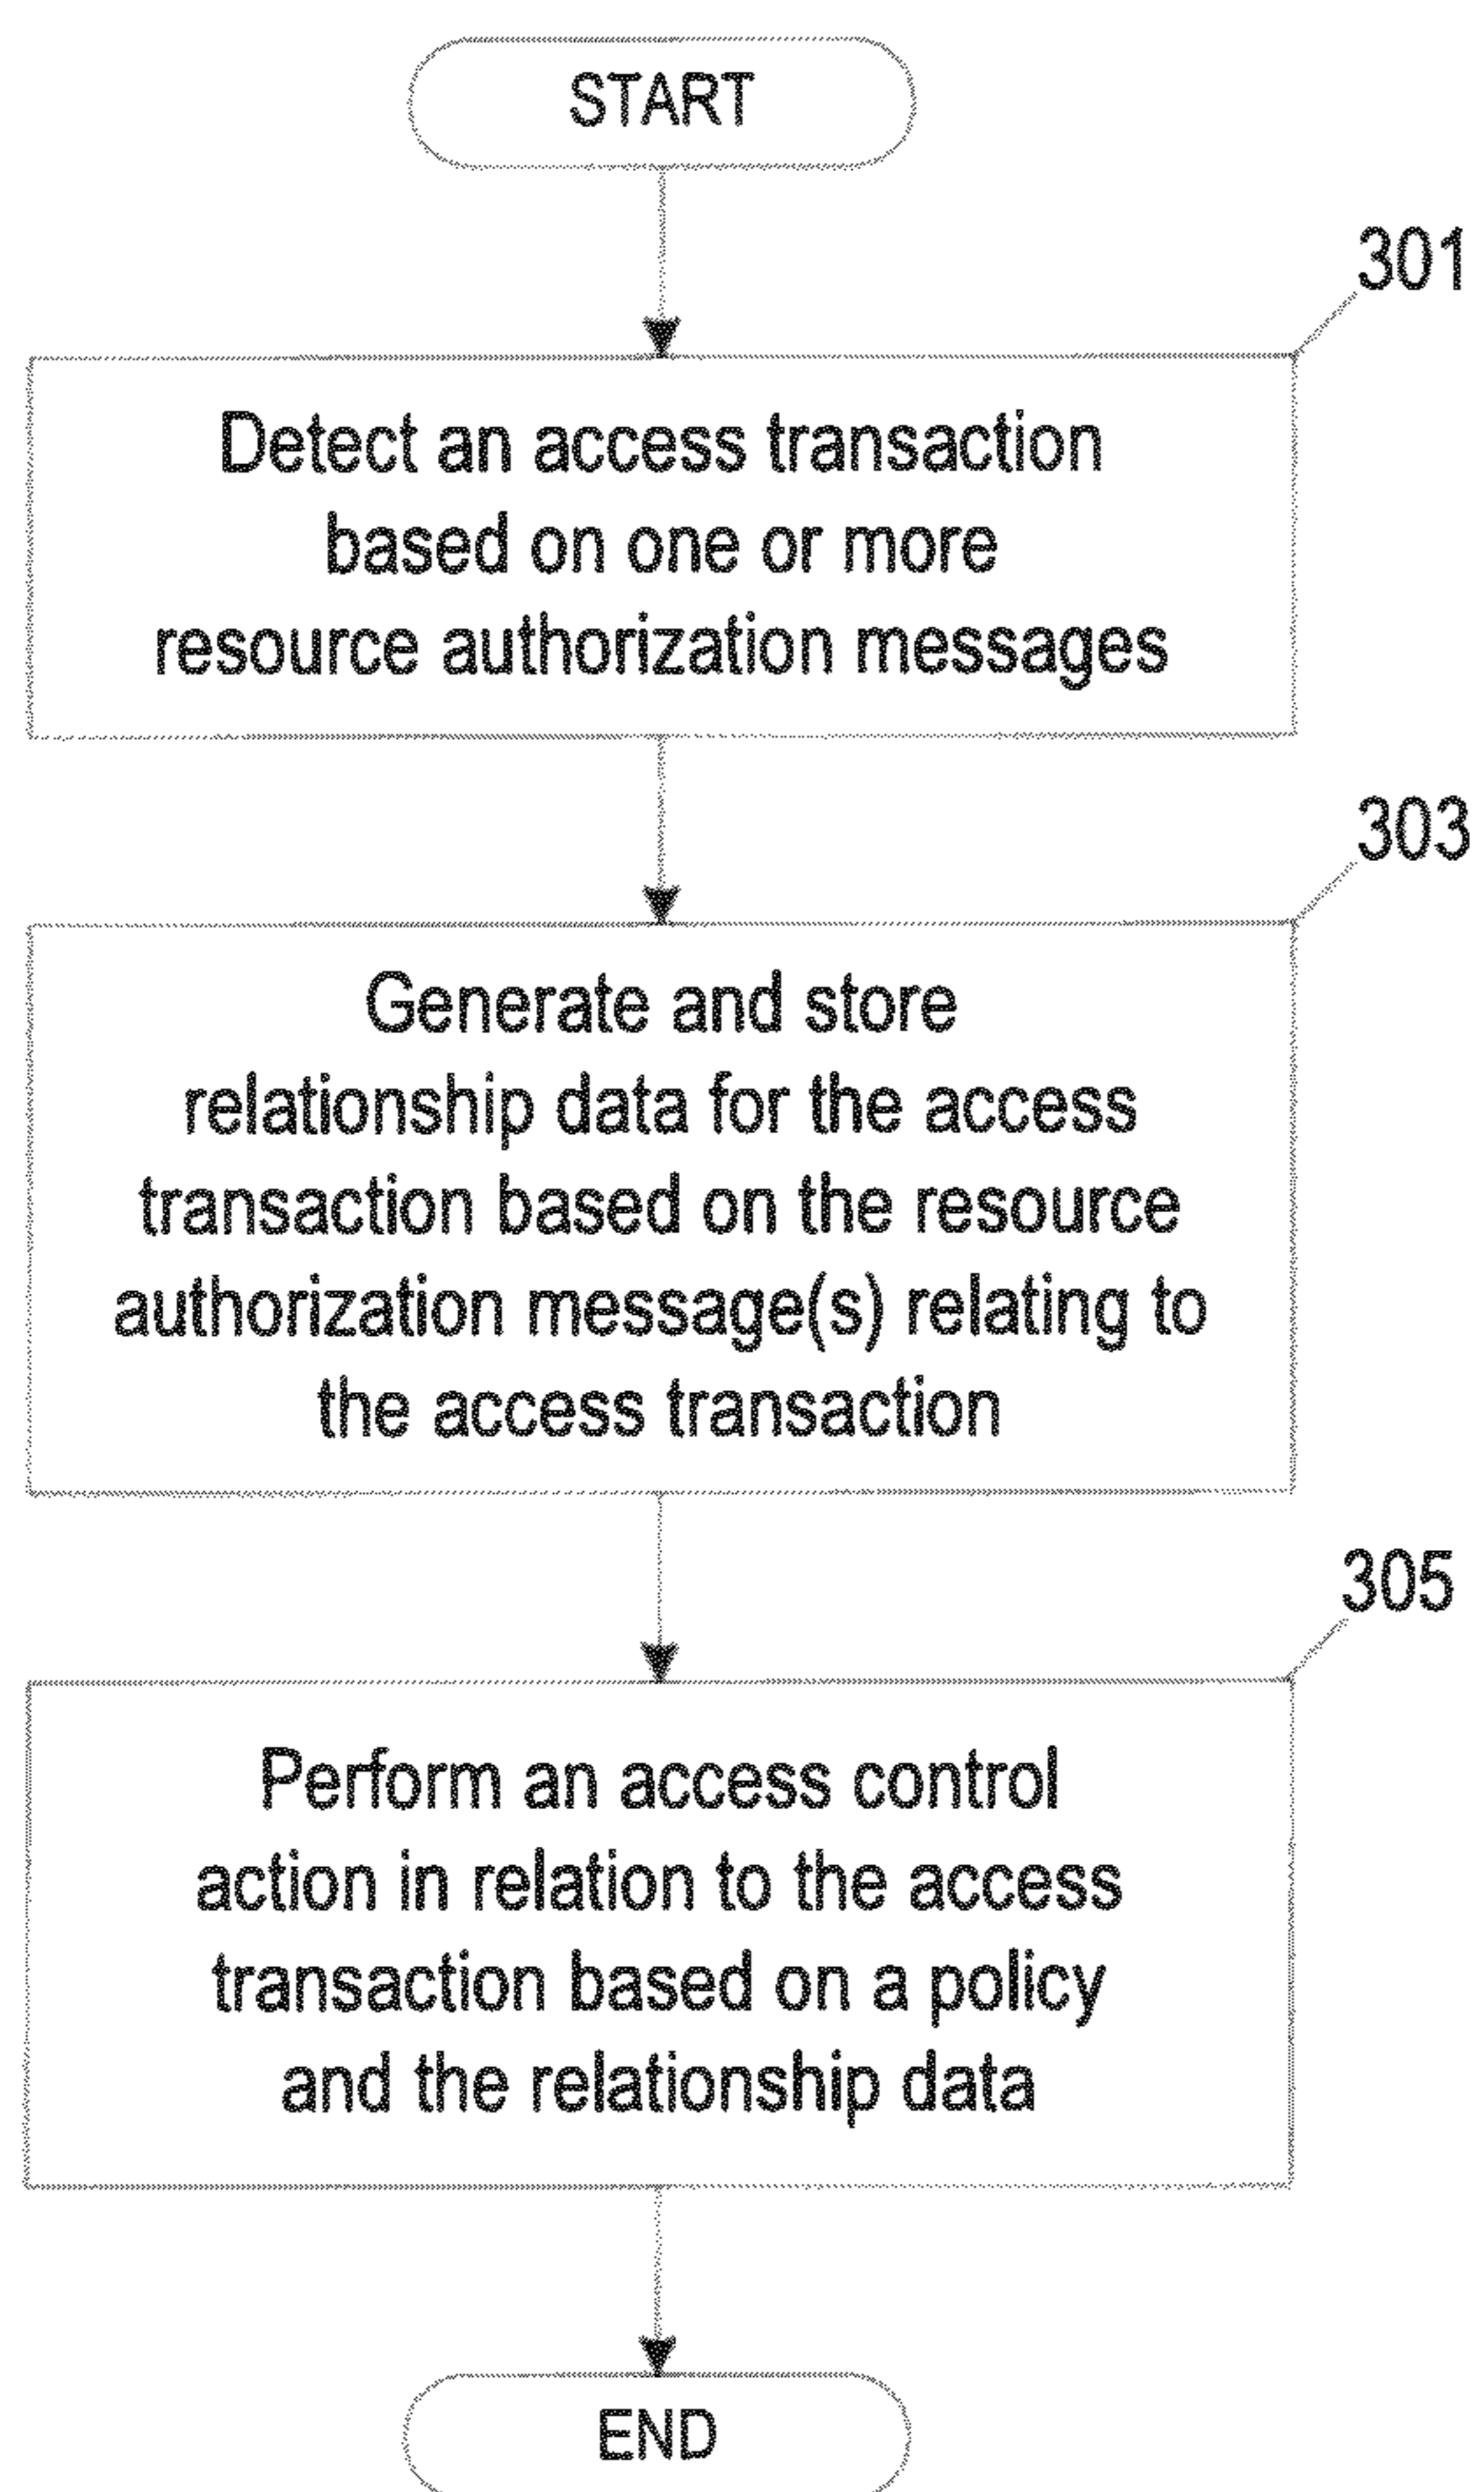 START
301
Detect an access transaction
based on one or more
resource authorization messages
303
Generate and store
relationship data for the access
transaction based on the resource
authorization message(s) relating to
the access transaction
305
Perform an access control
action in relation to the access
transaction based on a policy
and the relationship data
END